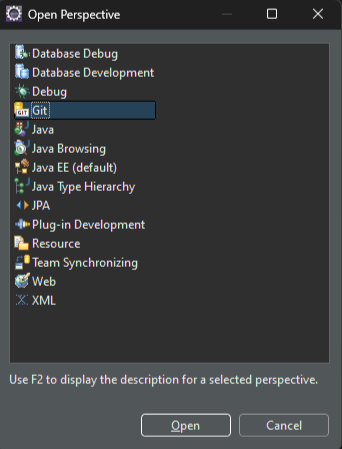 Open Perspective
Database Debug
Database Development
Debug
GIT Git
Java
Java Browsing
Java EE (default)
Java Type Hierarchy
JPA
Plug-in Development
Resource
Team Synchronizing
Web
XML
Use F2 to display the description for a selected perspective.
Open Cancel